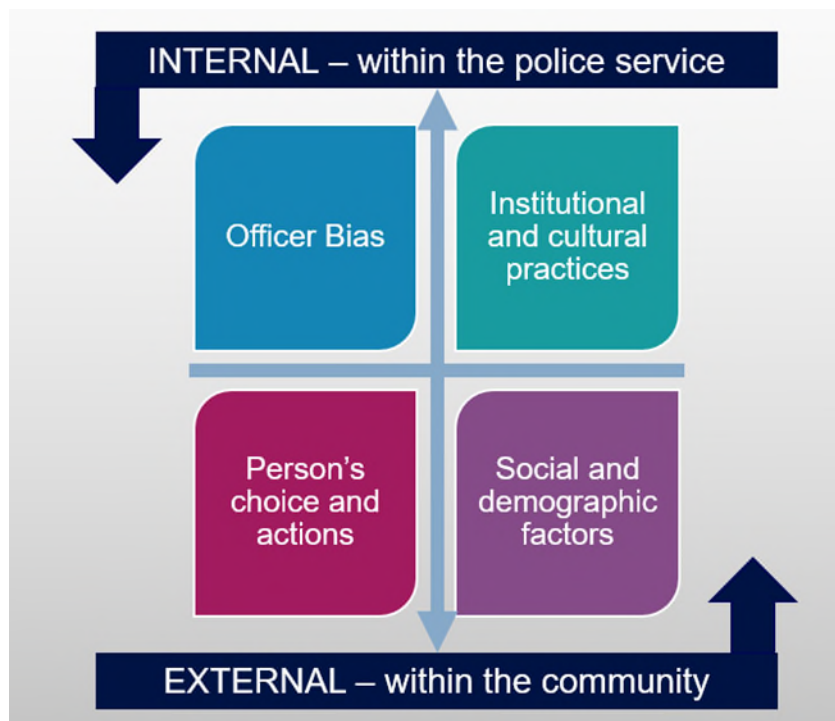 INTERNAL – within the police service
Officer Bias
Institutional
and cultural
practices
Person's
choice and
actions
Social and
demographic
factors
EXTERNAL – within the community